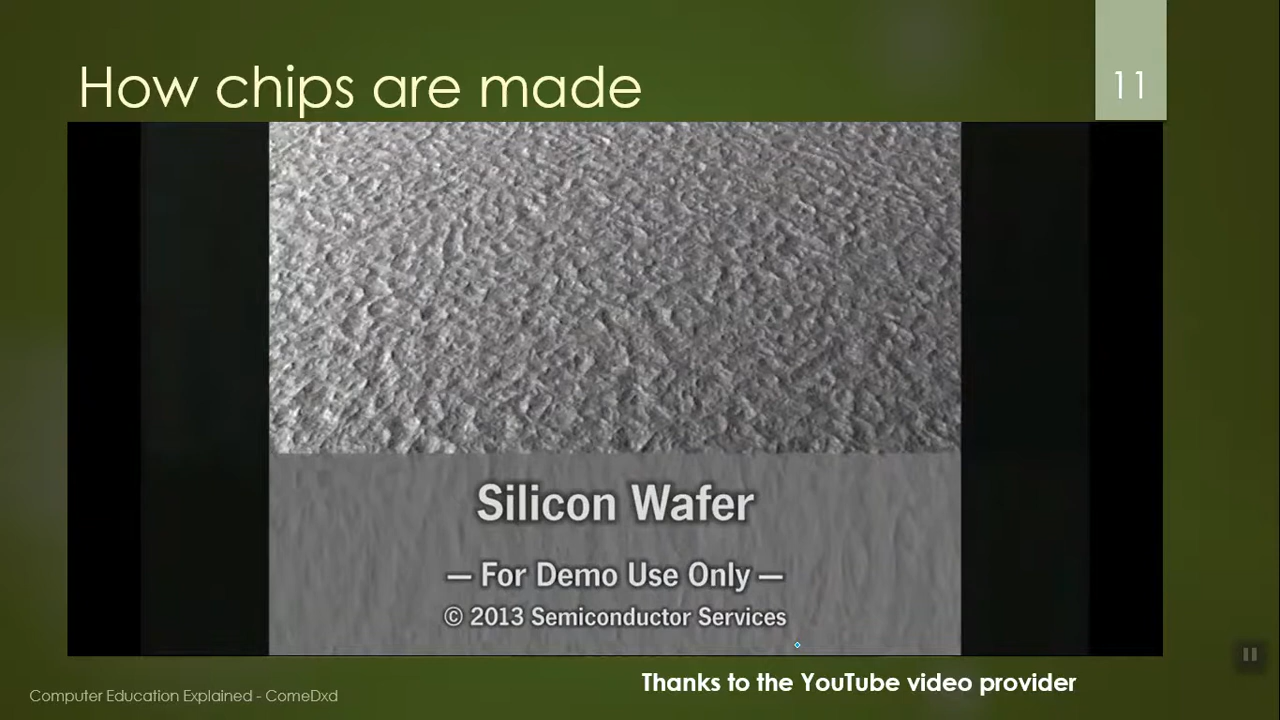 How chips are made
11
Silicon Wafer
— For Demo Use Only —
© 2013 Semiconductor Services
Thanks to the YouTube video provider
Computer Education Explained - ComeDxd